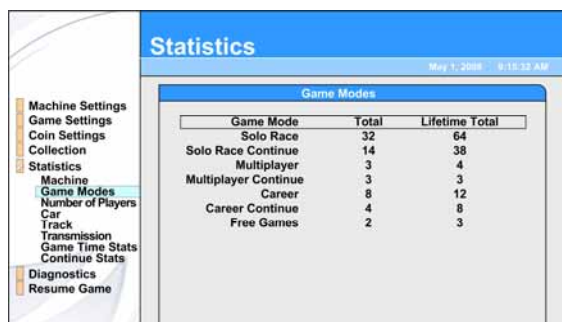 Statistics
May 1, 2008 9:15:32 AM
Machine Settings
Game Settings
Coin Settings
Collection
Statistics
Machine
Game Modes
Number of Players
Car
Track
Transmission
Game Time Stats
Continue Stats
Diagnostics
Resume Game
Game Modes
Game Mode Total Lifetime Total
Solo Race 32 64
Solo Race Continue 14 38
Multiplayer 3 4
Multiplayer Continue 3 3
Career 8 12
Career Continue 4 8
Free Games 2 3